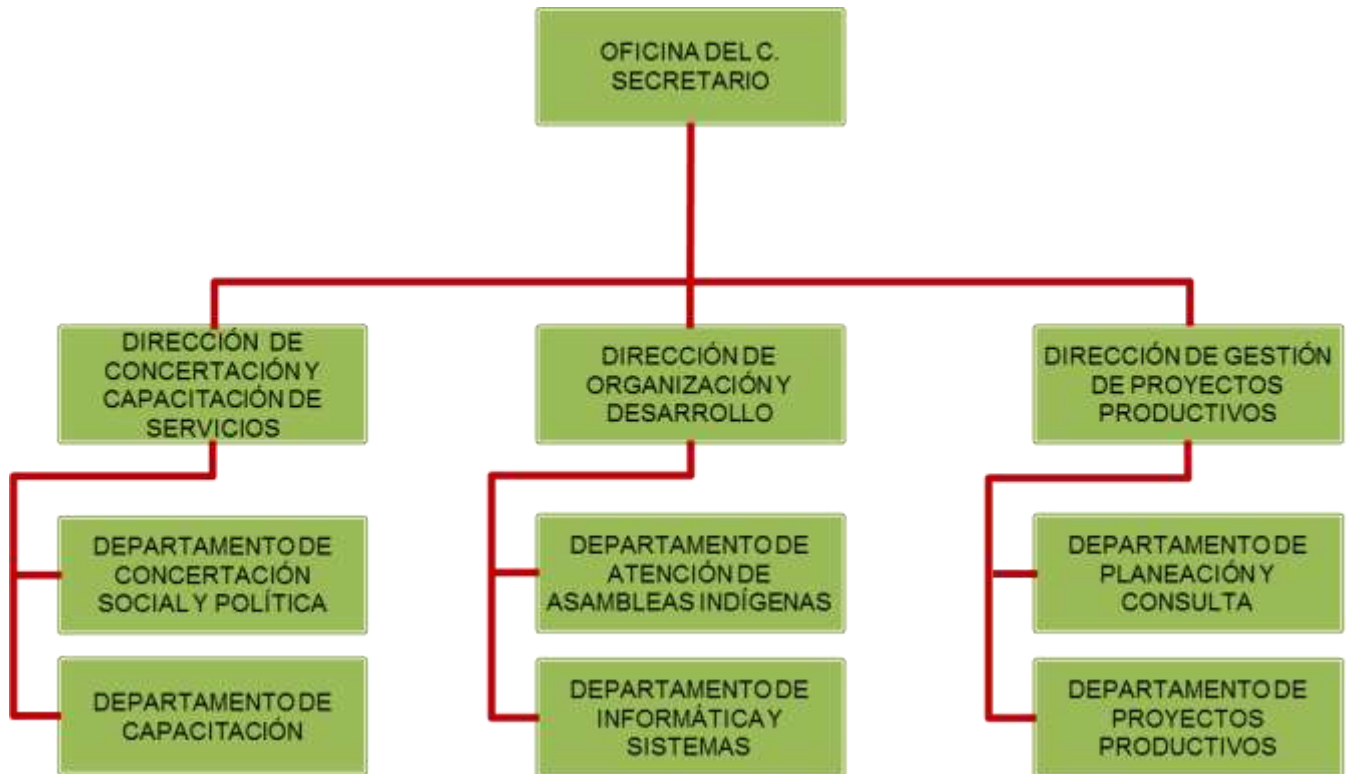 OFICINA DEL C.
SECRETARIO
DIRECCIÓN DE
CONCERTACIÓN Y
CAPACITACIÓN DE
SERVICIOS
DIRECCIÓN DE
ORGANIZACIÓN Y
DESARROLLO
DIRECCIÓN DE GESTIÓN
DE PROYECTOS
PRODUCTIVOS
DEPARTAMENTO DE
CONCERTACIÓN
SOCIAL Y POLÍTICA
DEPARTAMENTO DE
ATENCIÓN DE
ASAMBLEAS INDÍGENAS
DEPARTAMENTO DE
PLANEACIÓN Y
CONSULTA
DEPARTAMENTO DE
CAPACITACIÓN
DEPARTAMENTO DE
INFORMÁTICA Y
SISTEMAS
DEPARTAMENTO DE
PROYECTOS
PRODUCTIVOS